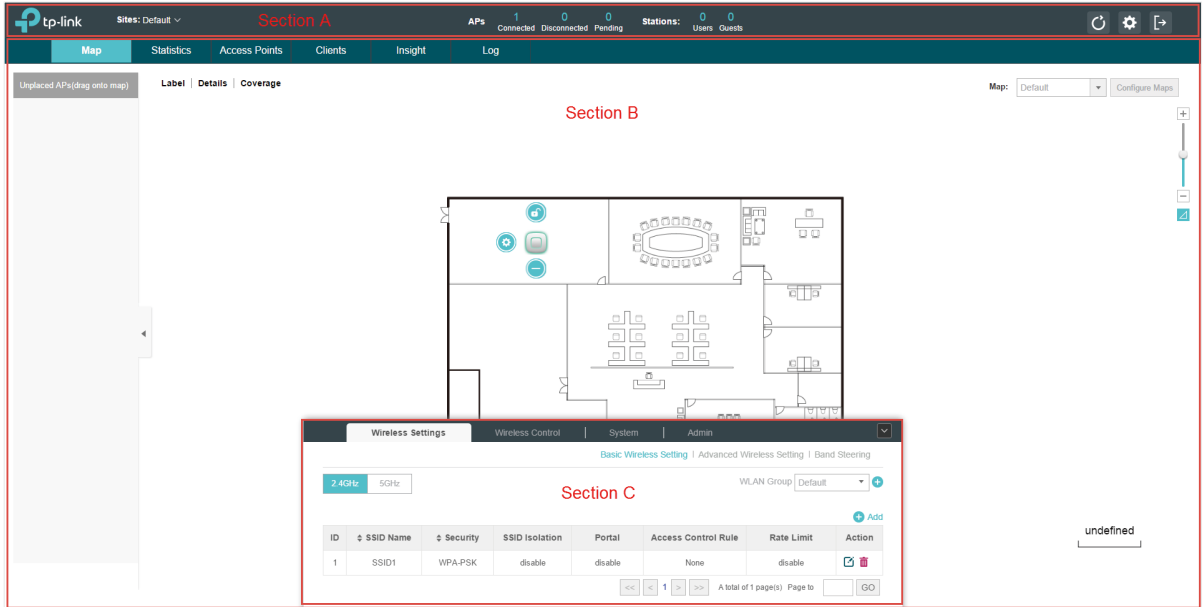 tp-link Sites: Default Section A APs 1 0 0 Stations: 0 0
Connected Disconnected Pending Users Guests
Map Statistics Access Points Clients Insight Log
Unplaced APs(drag onto map) Label | Details | Coverage Map: Default Configure Maps
Section B
Wireless Settings Wireless Control | System | Admin
Basic Wireless Setting | Advanced Wireless Setting | Band Steering
2.4GHz 5GHz Section C WLAN Group Default
Add
undefined
ID SSID Name Security SSID Isolation Portal Access Control Rule Rate Limit Action
1 SSID1 WPA-PSK disable disable None disable
<< < 1 > >> A total of 1 page(s) Page to GO